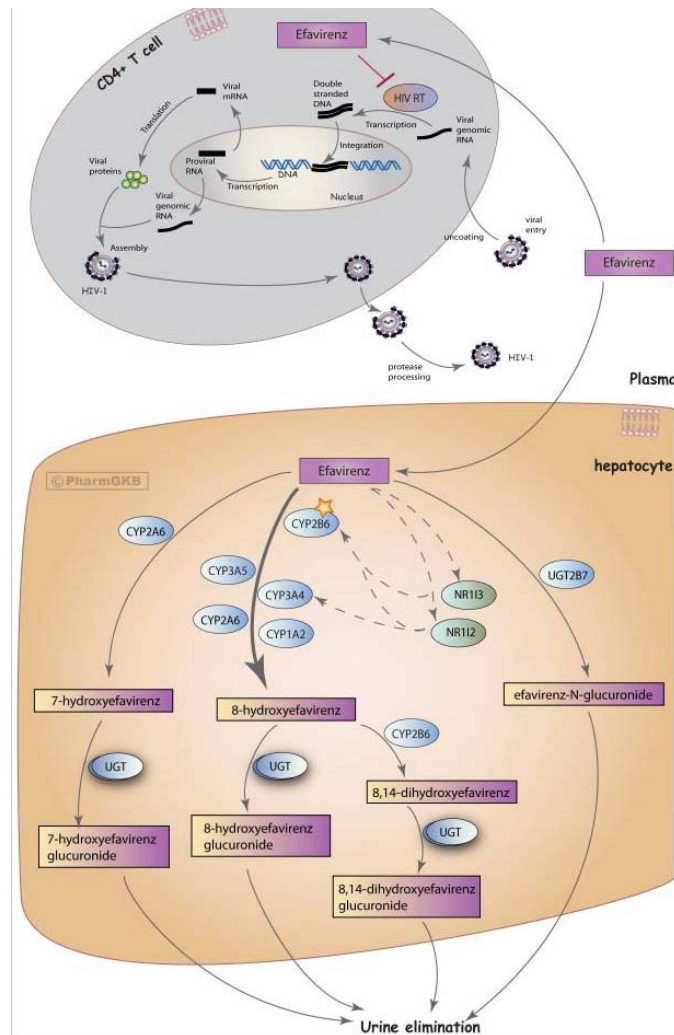 CD4+ T cell
Efavirenz
HIV RT
Double
stranded
DNA
Viral
mRNA
Translation
Transcription
Viral
genomic
RNA
Integration
Viral
proteins
Proviral
RNA
DNA
Transcription
Nucleus
Viral
genomic
RNA
Assembly
HIV-1
uncoating
viral
entry
Efavirenz
protease
processing
HIV-1
Plasma
hepatocyte
© PharmGKB
Efavirenz
CYP2A6
CYP2B6
CYP3A5
CYP3A4
CYP2A6
CYP1A2
NR1I3
NR1I2
UGT2B7
7-hydroxyefavirenz
8-hydroxyefavirenz
efavirenz-N-glucuronide
CYP2B6
UGT
UGT
8,14-dihydroxyefavirenz
UGT
7-hydroxyefavirenz
glucuronide
8-hydroxyefavirenz
glucuronide
8,14-dihydroxyefavirenz
glucuronide
Urine elimination